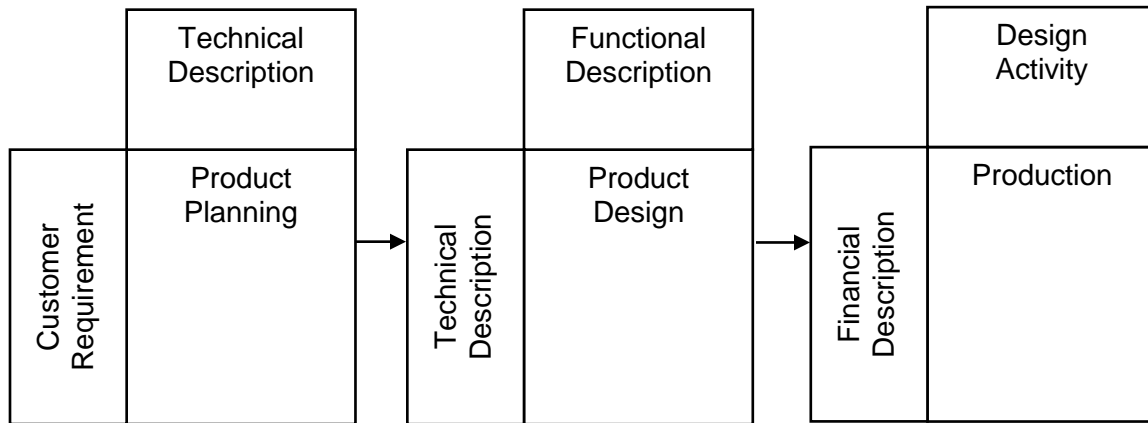 Technical
Description
Functional
Description
Design
Activity
Customer
Requirement
Product
Planning
Technical
Description
Product
Design
Financial
Description
Production